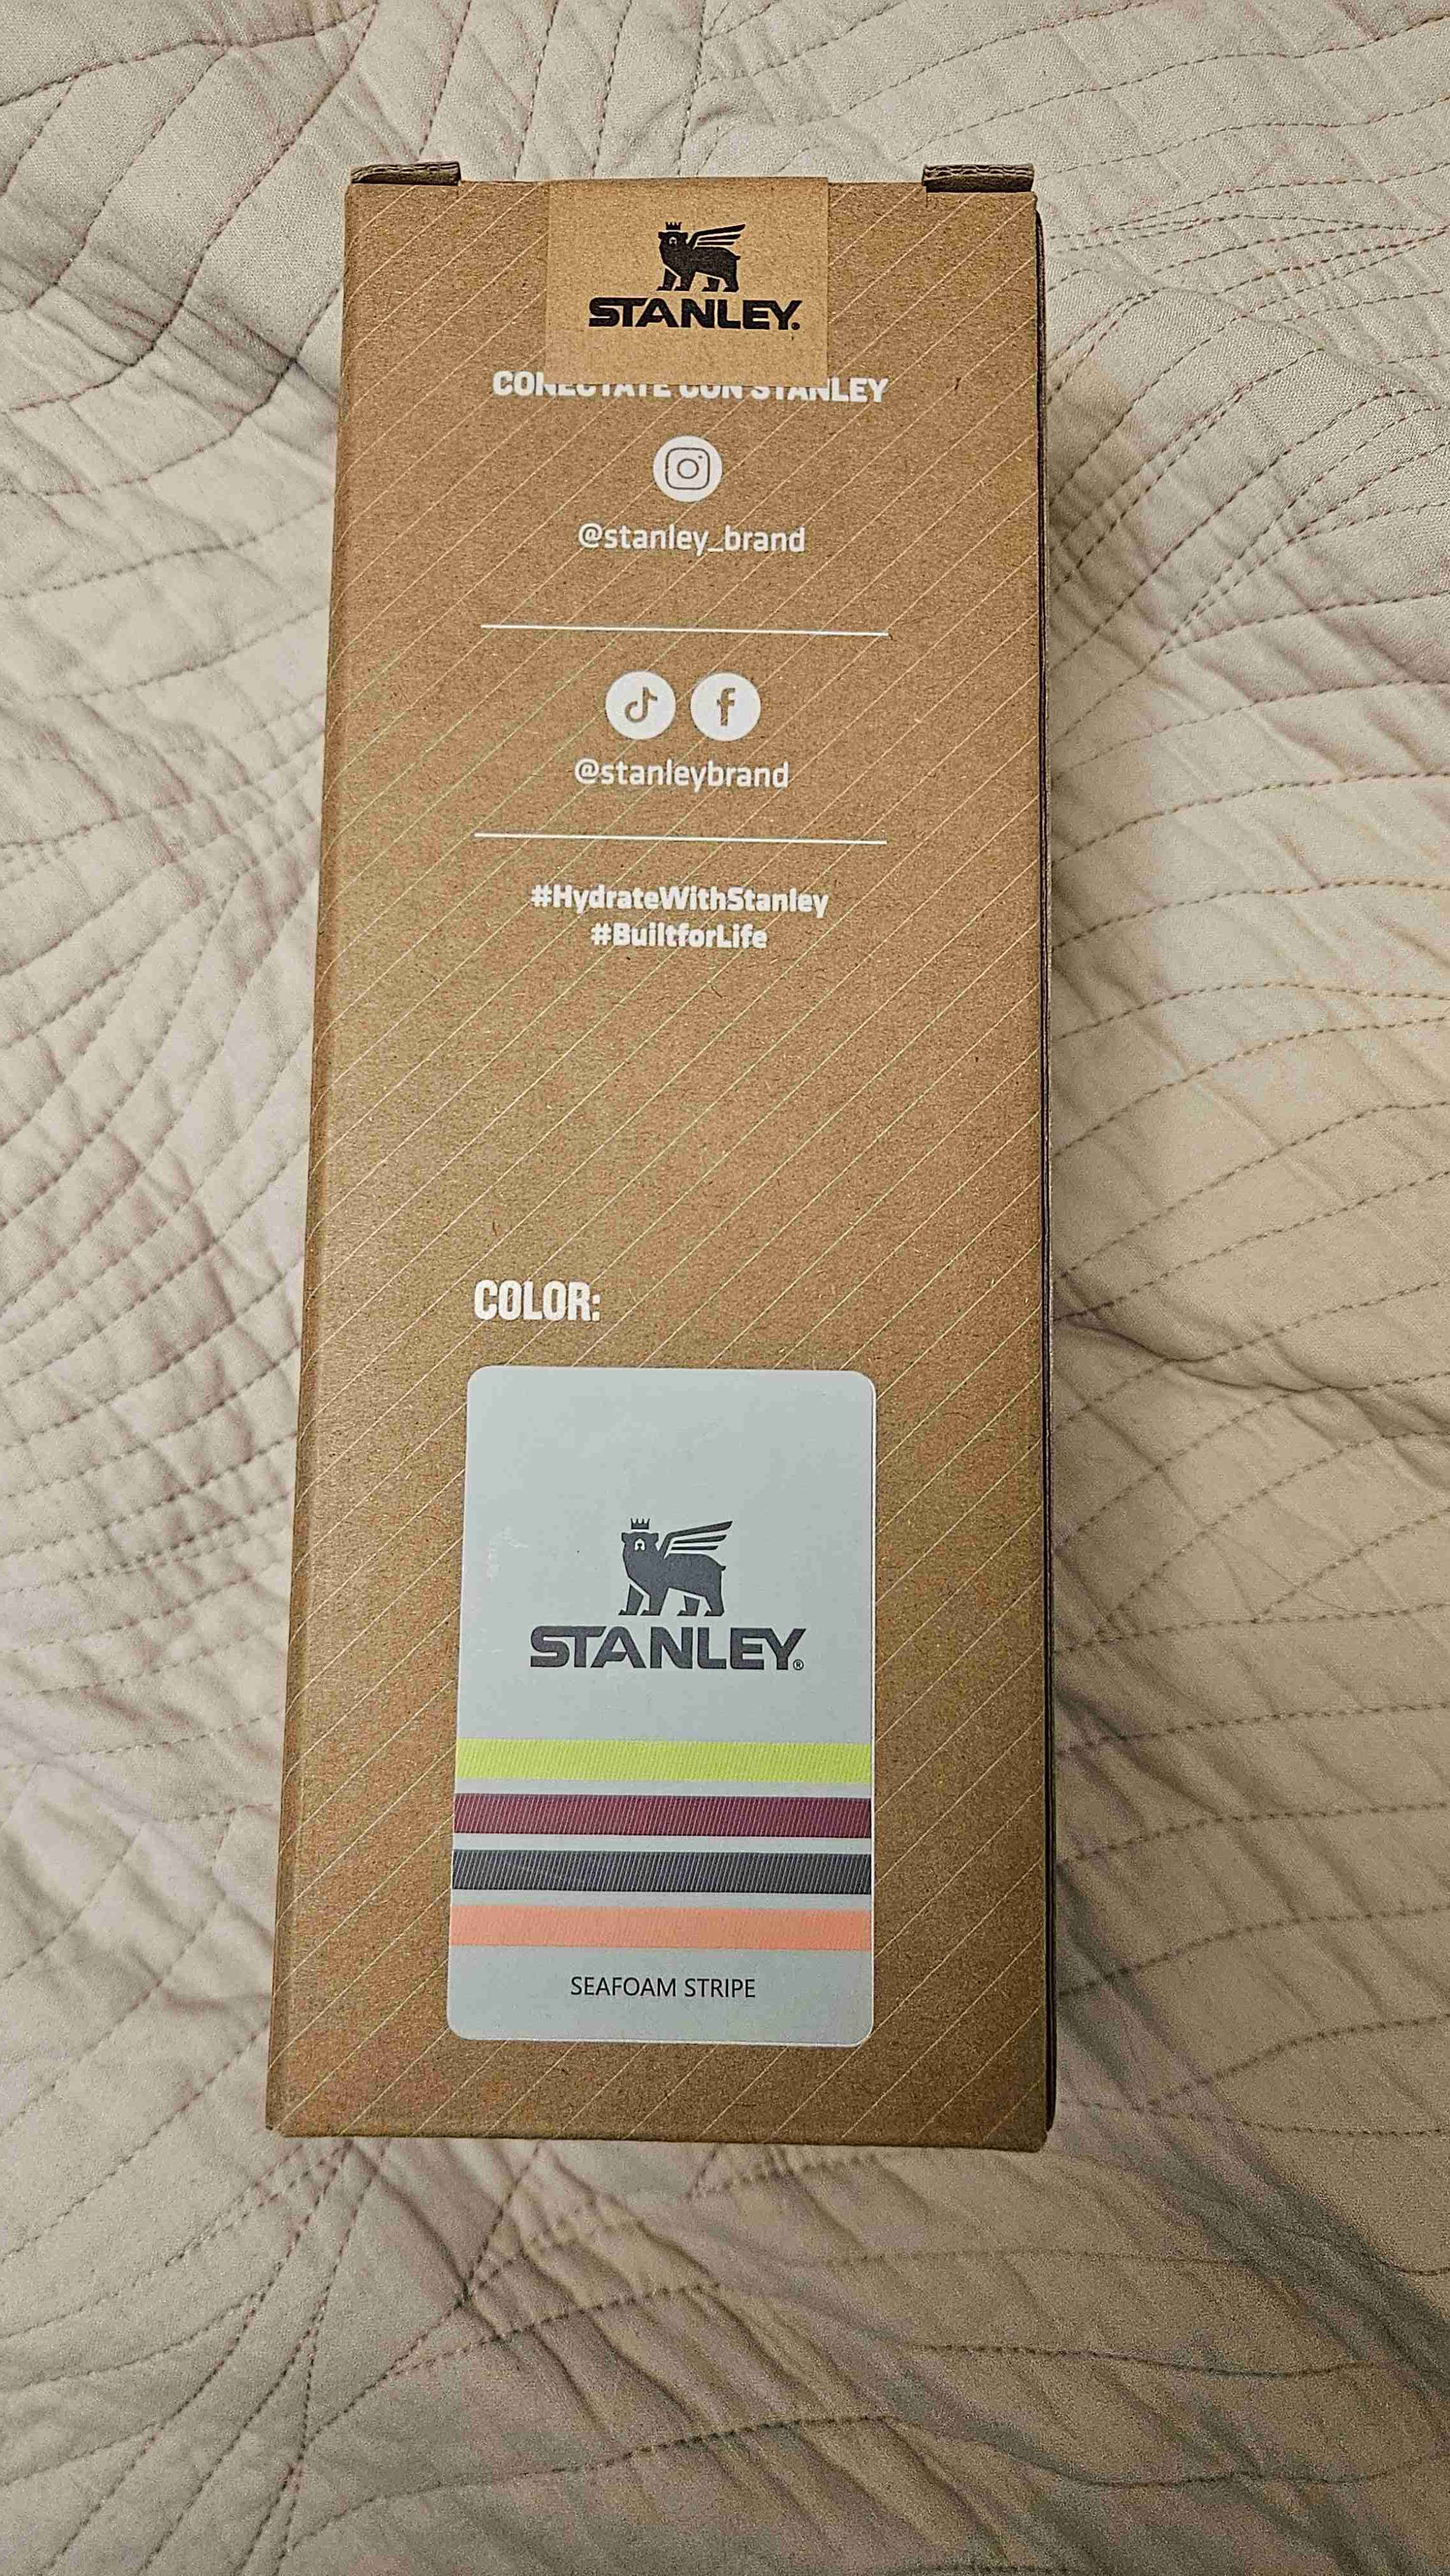 STANLEY®
CONECTATE CON STANLEY
@stanley_brand
@stanleybrand
#HydrateWithStanley
#BuiltforLife
COLOR:
STANLEY®
SEAFOAM STRIPE